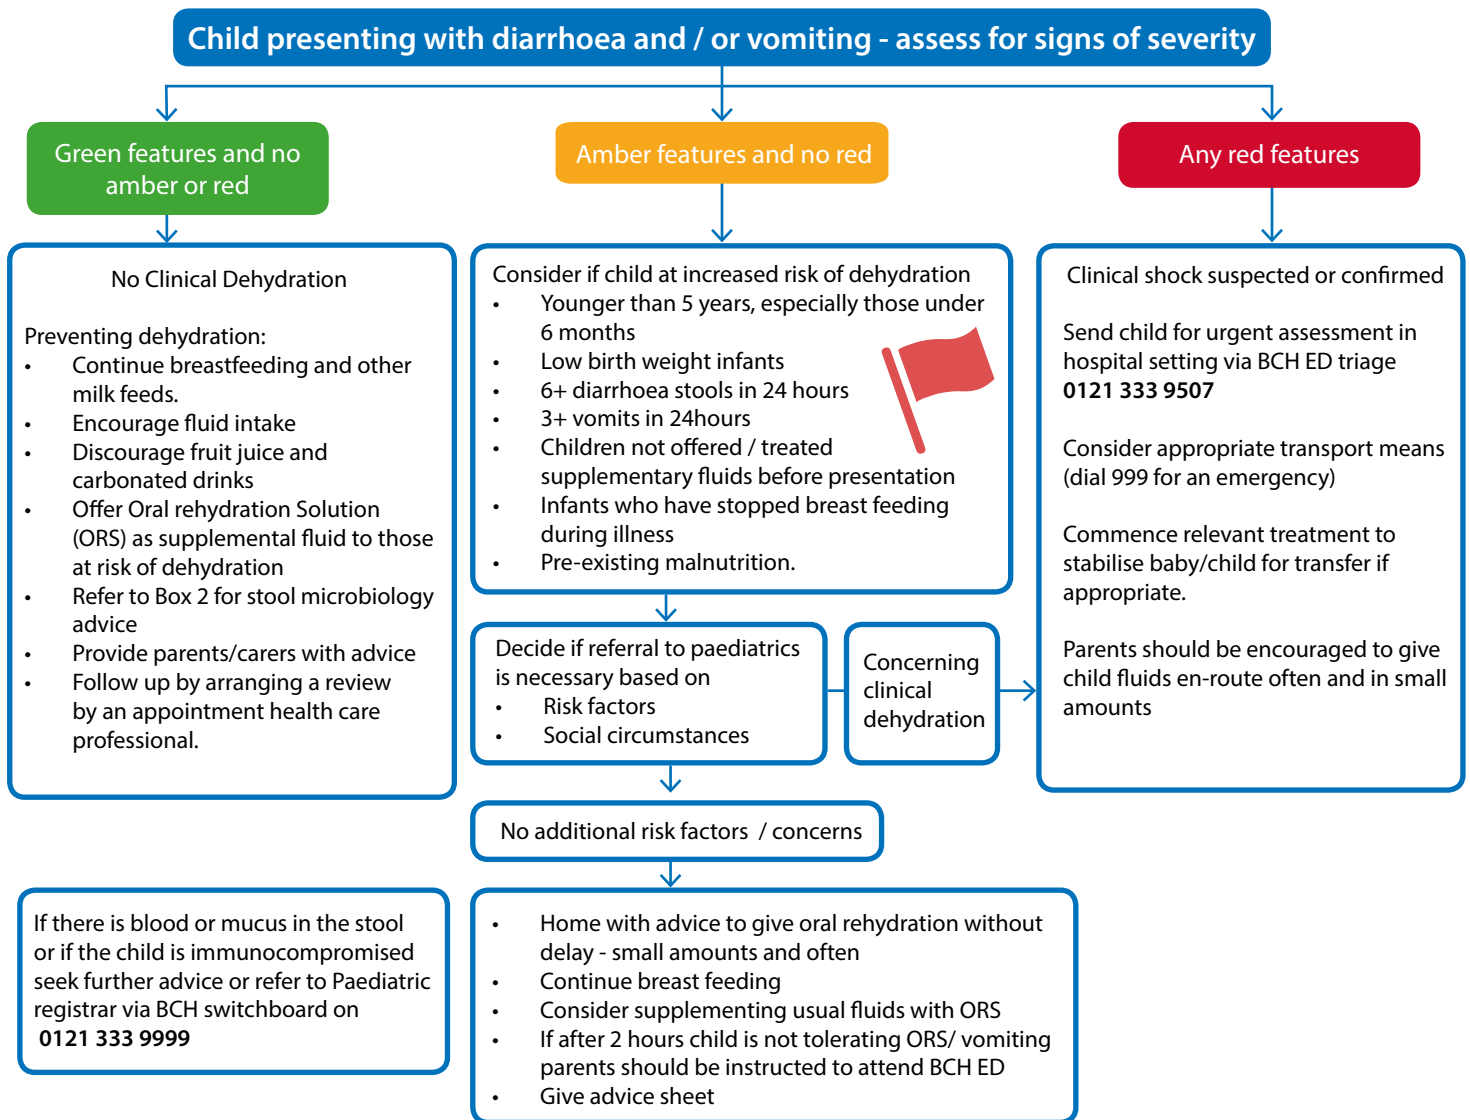 Child presenting with diarrhoea and / or vomiting - assess for signs of severity
Green features and no
amber or red
Amber features and no red
Any red features
No Clinical Dehydration
Preventing dehydration:
• Continue breastfeeding and other
milk feeds.
• Encourage fluid intake
• Discourage fruit juice and
carbonated drinks
• Offer Oral rehydration Solution
(ORS) as supplemental fluid to those
at risk of dehydration
• Refer to Box 2 for stool microbiology
advice
• Provide parents/carers with advice
• Follow up by arranging a review
by an appointment health care
professional.
Consider if child at increased risk of dehydration
• Younger than 5 years, especially those under
6 months
• Low birth weight infants
• 6+ diarrhoea stools in 24 hours
• 3+ vomits in 24hours
• Children not offered / treated
supplementary fluids before presentation
• Infants who have stopped breast feeding
during illness
• Pre-existing malnutrition.
Clinical shock suspected or confirmed
Send child for urgent assessment in
hospital setting via BCH ED triage
0121 333 9507
Consider appropriate transport means
(dial 999 for an emergency)
Commence relevant treatment to
stabilise baby/child for transfer if
appropriate.
Parents should be encouraged to give
child fluids en-route often and in small
amounts
Decide if referral to paediatrics
is necessary based on
• Risk factors
• Social circumstances
Concerning
clinical
dehydration
No additional risk factors / concerns
If there is blood or mucus in the stool
or if the child is immunocompromised
seek further advice or refer to Paediatric
registrar via BCH switchboard on
0121 333 9999
• Home with advice to give oral rehydration without
delay - small amounts and often
• Continue breast feeding
• Consider supplementing usual fluids with ORS
• If after 2 hours child is not tolerating ORS/ vomiting
parents should be instructed to attend BCH ED
• Give advice sheet